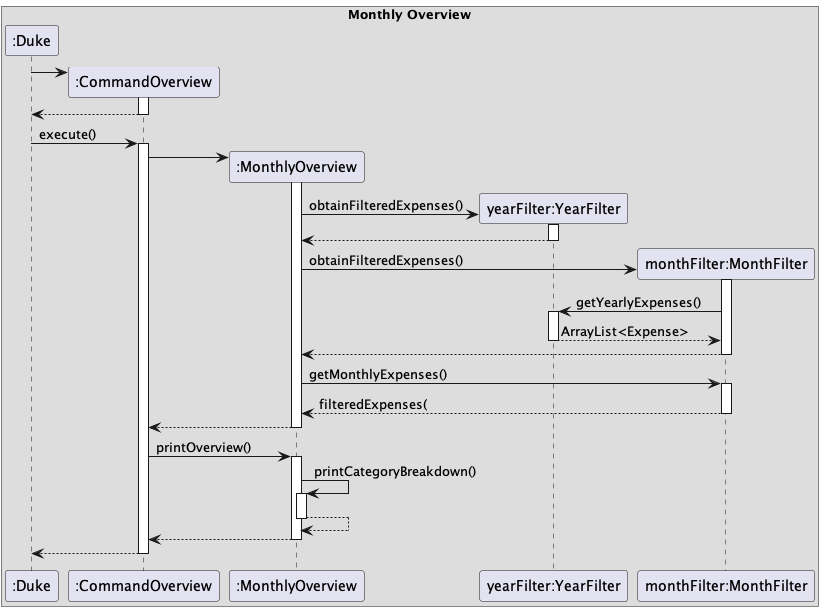 Monthly Overview
:Duke
:CommandOverview
execute()
:MonthlyOverview
obtainFilteredExpenses()
yearFilter:YearFilter
obtainFilteredExpenses()
monthFilter:MonthFilter
getYearlyExpenses()
ArrayList<Expense>
getMonthlyExpenses()
filteredExpenses(
printOverview()
printCategoryBreakdown()
:Duke :CommandOverview :MonthlyOverview yearFilter:YearFilter monthFilter:MonthFilter